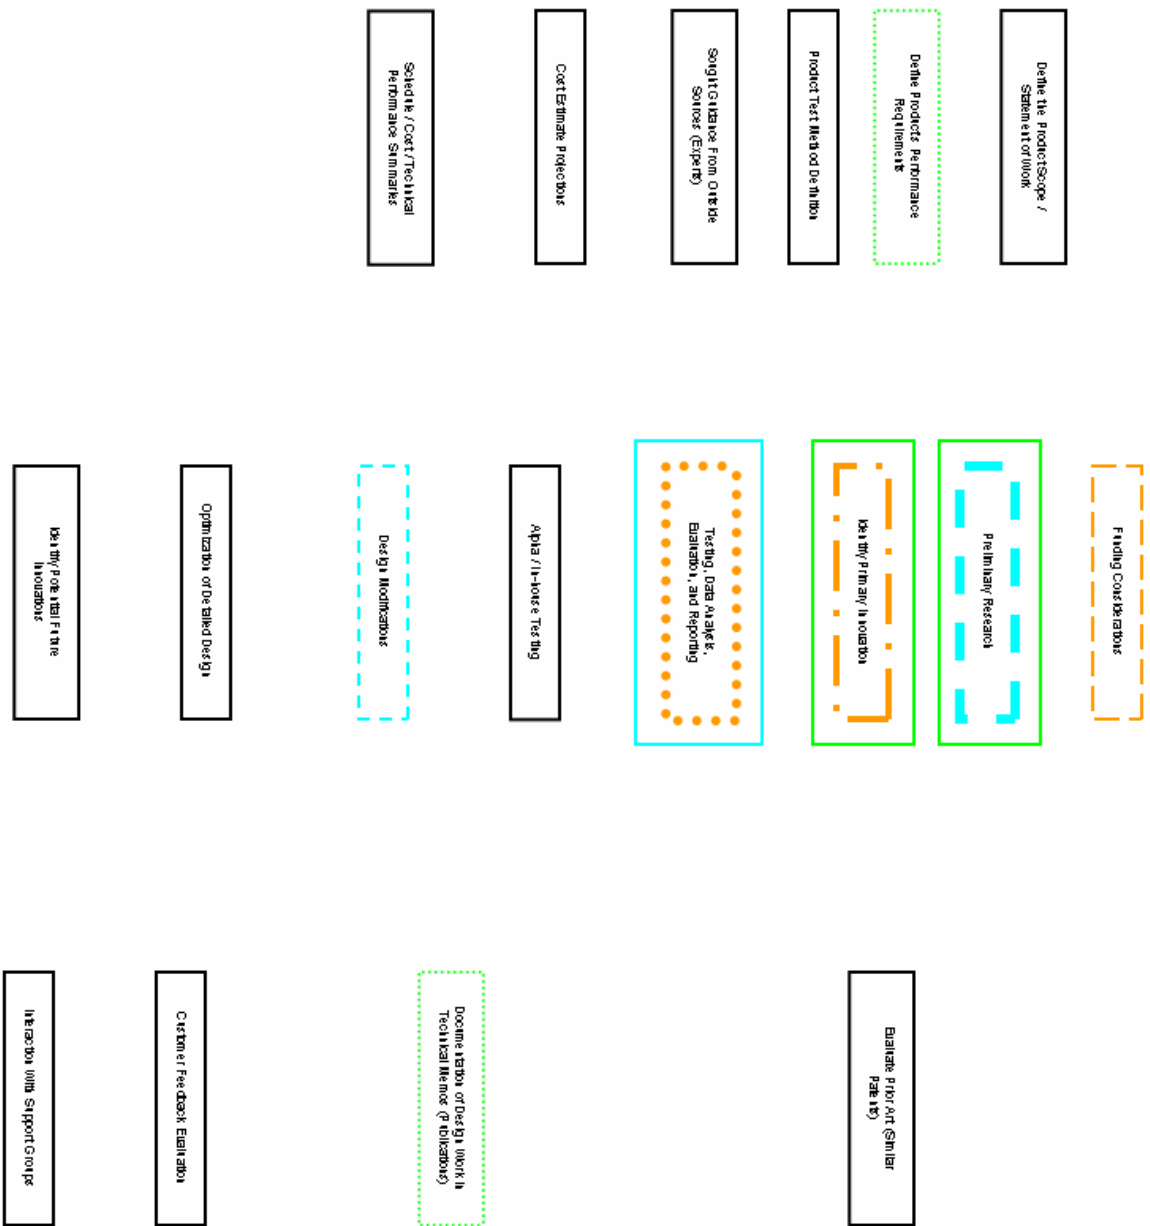 Define the Product Scope /
Statement of Work
Define Products Performance
Requirements
Product Test Method Definition
Sought Guidance From Outside
Sources (Experts)
Cost Estimate Projections
Schedule / Cost / Technical
Performance Summaries
Funding Considerations
Preliminary Research
Identify Primary Innovation
Testing, Data Analysis,
Evaluation, and Reporting
Alpha / In-house Testing
Design Modifications
Optimization of Detailed Design
Identify Potential Future
Innovations
Evaluate Prior Art (Similar
Patents)
Documentation of Design Work in
Technical Memos (Publications)
Customer Feedback Evaluation
Interaction With Support Groups